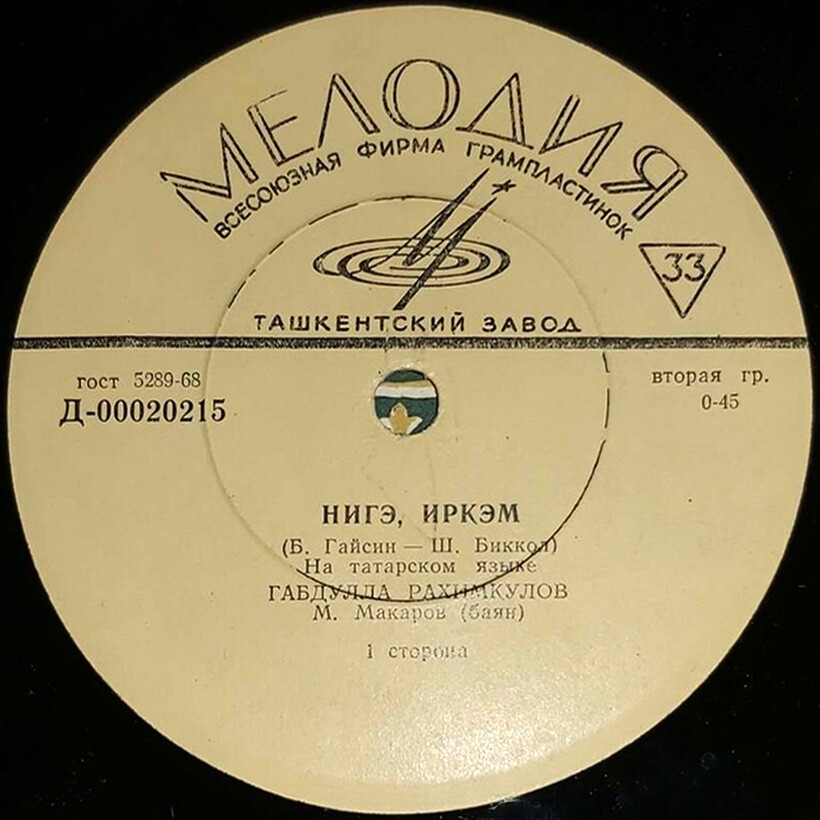 МЕЛОДИЯ
ВСЕСОЮЗНАЯ ФИРМА ГРАМПЛАСТИНОК
33
ТАШКЕНТСКИЙ ЗАВОД
гост 5289-68
Д-00020215
вторая гр.
0-45
НИГЭ, ИРКЭМ
(Б. Гайсин — Ш. Биккол)
На татарском языке
ГАБДУЛЛА РАХИМКУЛОВ
М. Макаров (баян)
1 сторона